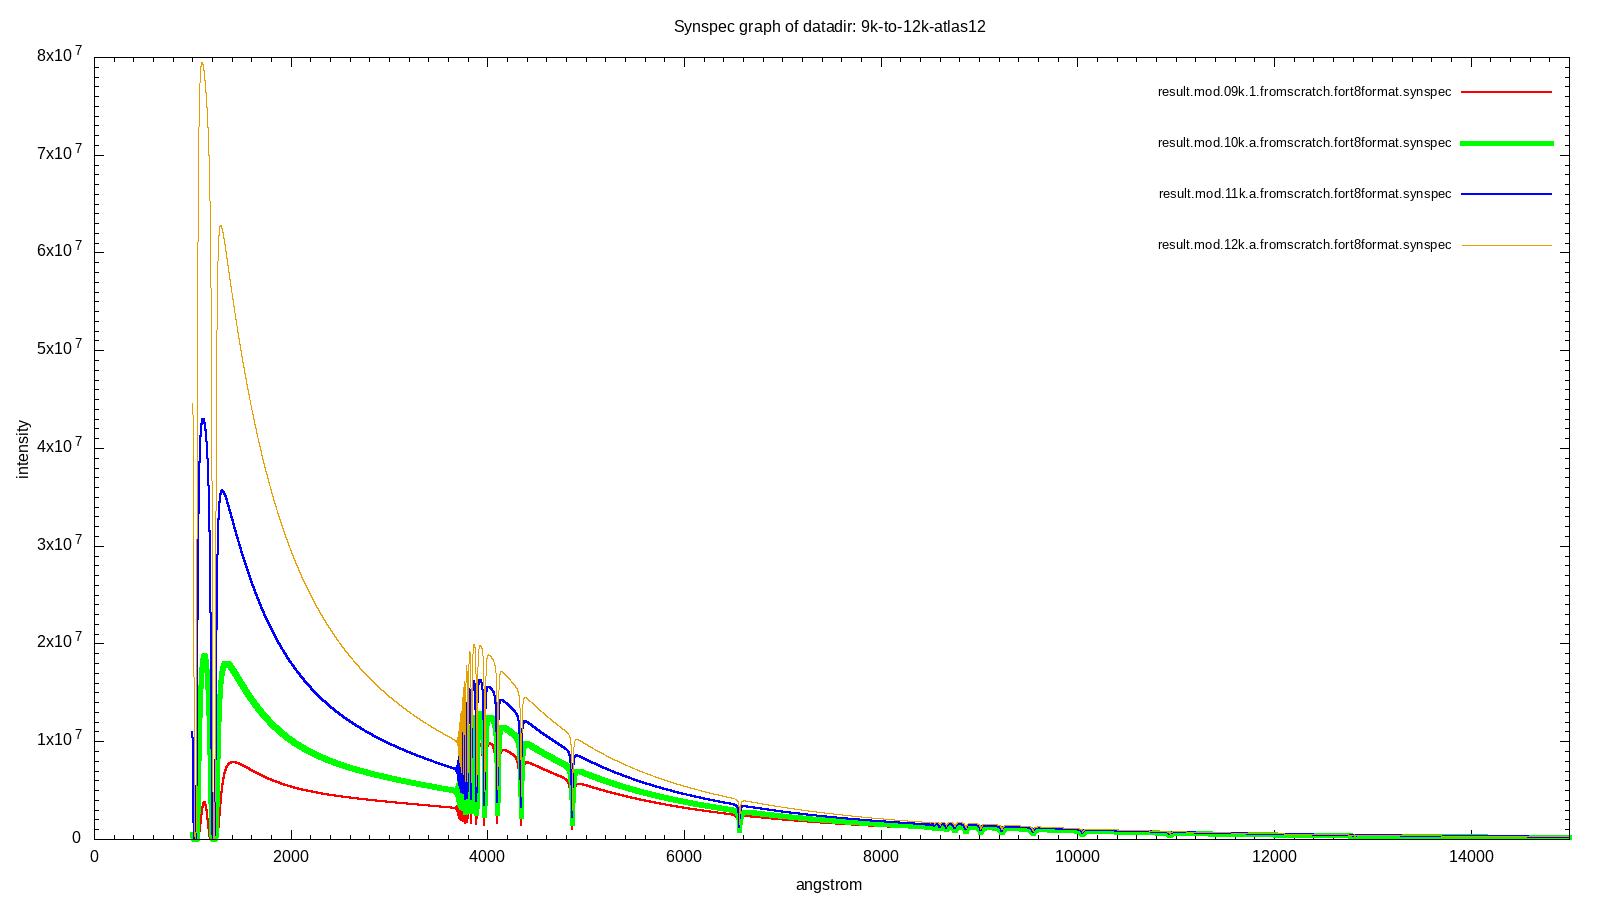 Synspec graph of datadir: 9k-to-12k-atlas12
8x10^7
7x10^7
6x10^7
5x10^7
4x10^7
3x10^7
2x10^7
1x10^7
0
intensity
result.mod.09k.1.fromscratch.fort8format.synspec
result.mod.10k.a.fromscratch.fort8format.synspec
result.mod.11k.a.fromscratch.fort8format.synspec
result.mod.12k.a.fromscratch.fort8format.synspec
0 2000 4000 6000 8000 10000 12000 14000
angstrom